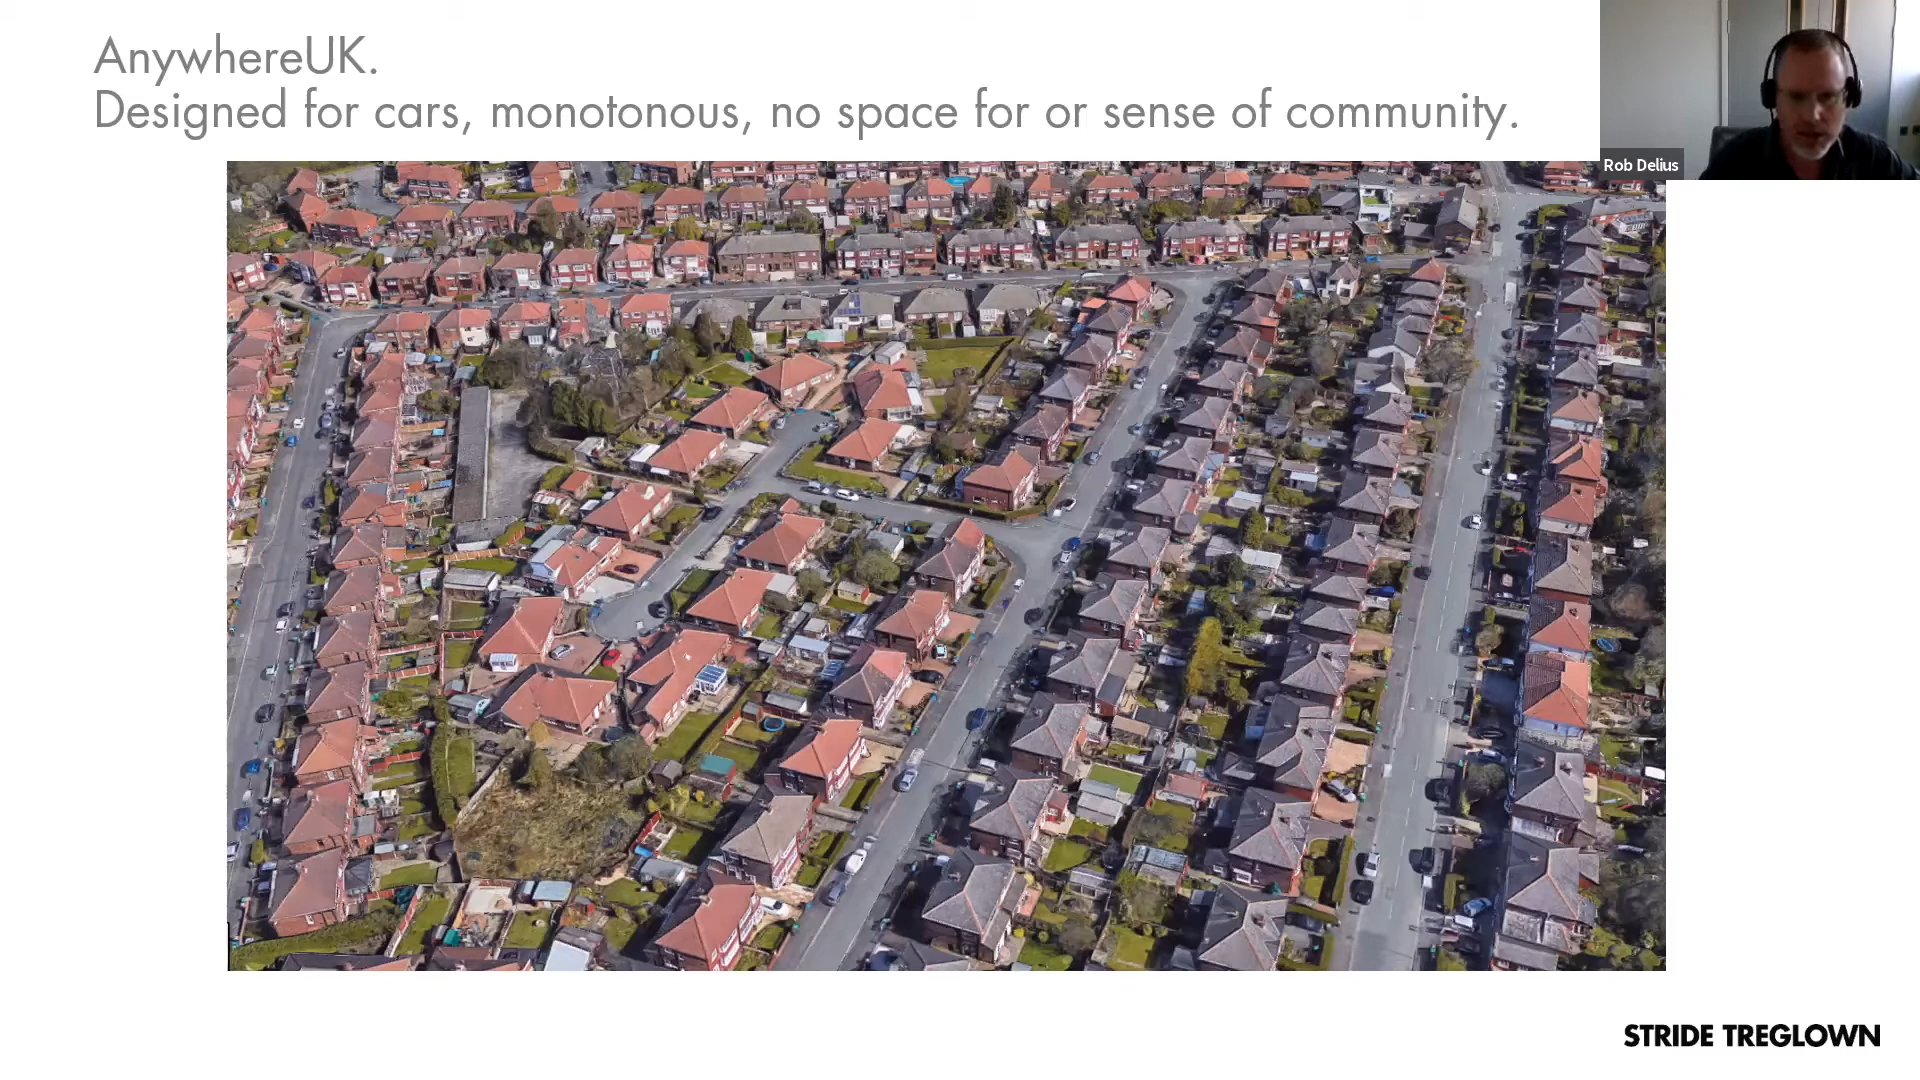 AnywhereUK.
Designed for cars, monotonous, no space for or sense of community.
Rob Delius
STRIDE TREGLOWN